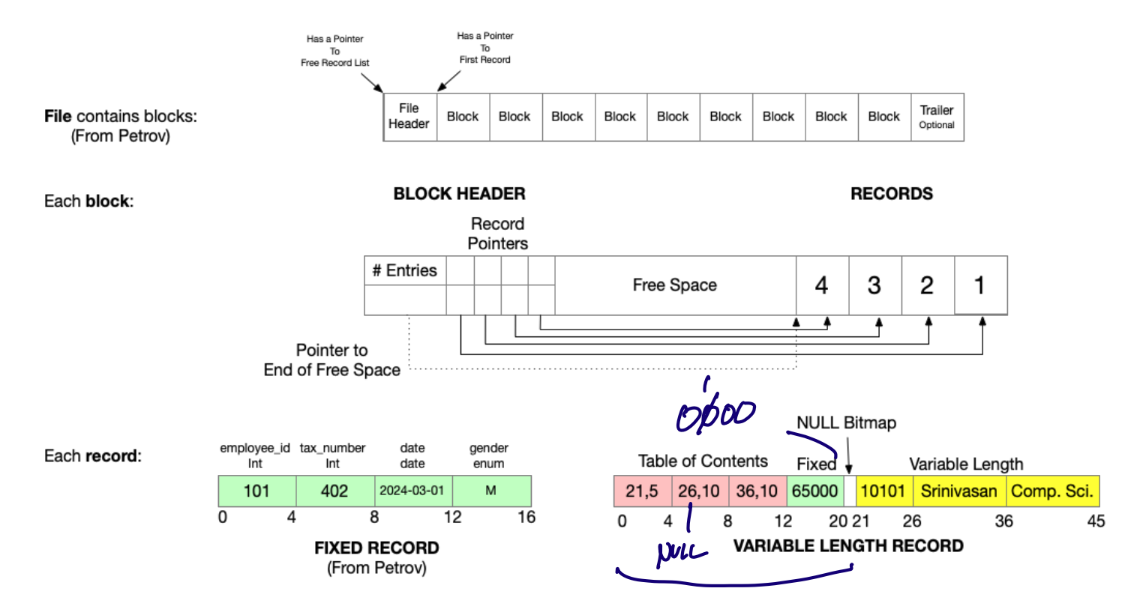 Has a Pointer
To
Free Record List
Has a Pointer
To
First Record
File contains blocks:
(From Petrov)
File
Header
Block
Block
Block
Block
Block
Block
Block
Block
Block
Trailer
Optional
Each block:
BLOCK HEADER
RECORDS
Record
Pointers
# Entries
Free Space
4
3
2
1
Pointer to
End of Free Space
NULL Bitmap
Each record:
employee_id
Int
tax_number
Int
date
date
gender
enum
101
402
2024-03-01
M
0
4
8
12
16
FIXED RECORD
(From Petrov)
Table of Contents
Fixed
Variable Length
21,5
26,10
36,10
65000
10101
Srinivasan
Comp. Sci.
0
4
8
12
20
21
26
36
45
NULL
VARIABLE LENGTH RECORD